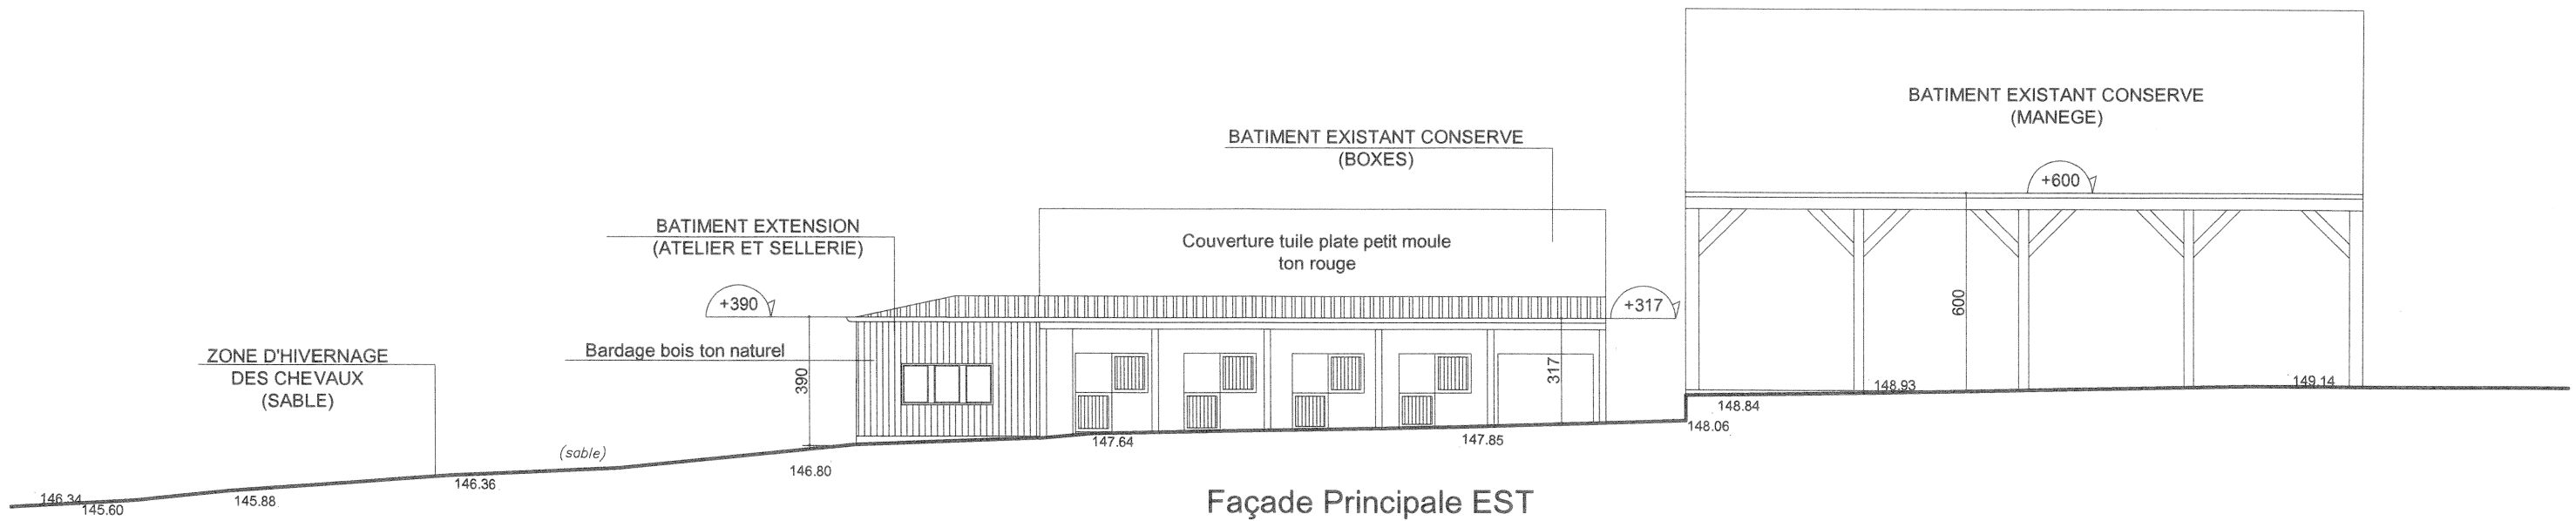 BATIMENT EXISTANT CONSERVE
(MANEGE)
+600
600
BATIMENT EXISTANT CONSERVE
(BOXES)
Couverture tuile plate petit moule
ton rouge
BATIMENT EXTENSION
(ATELIER ET SELLERIE)
+390
+317
Bardage bois ton naturel
390
317
ZONE D'HIVERNAGE
DES CHEVAUX
(SABLE)
(sable)
146.34
145.60
145.88
146.36
146.80
147.64
147.85
148.06
148.84
148.93
149.14
Façade Principale EST